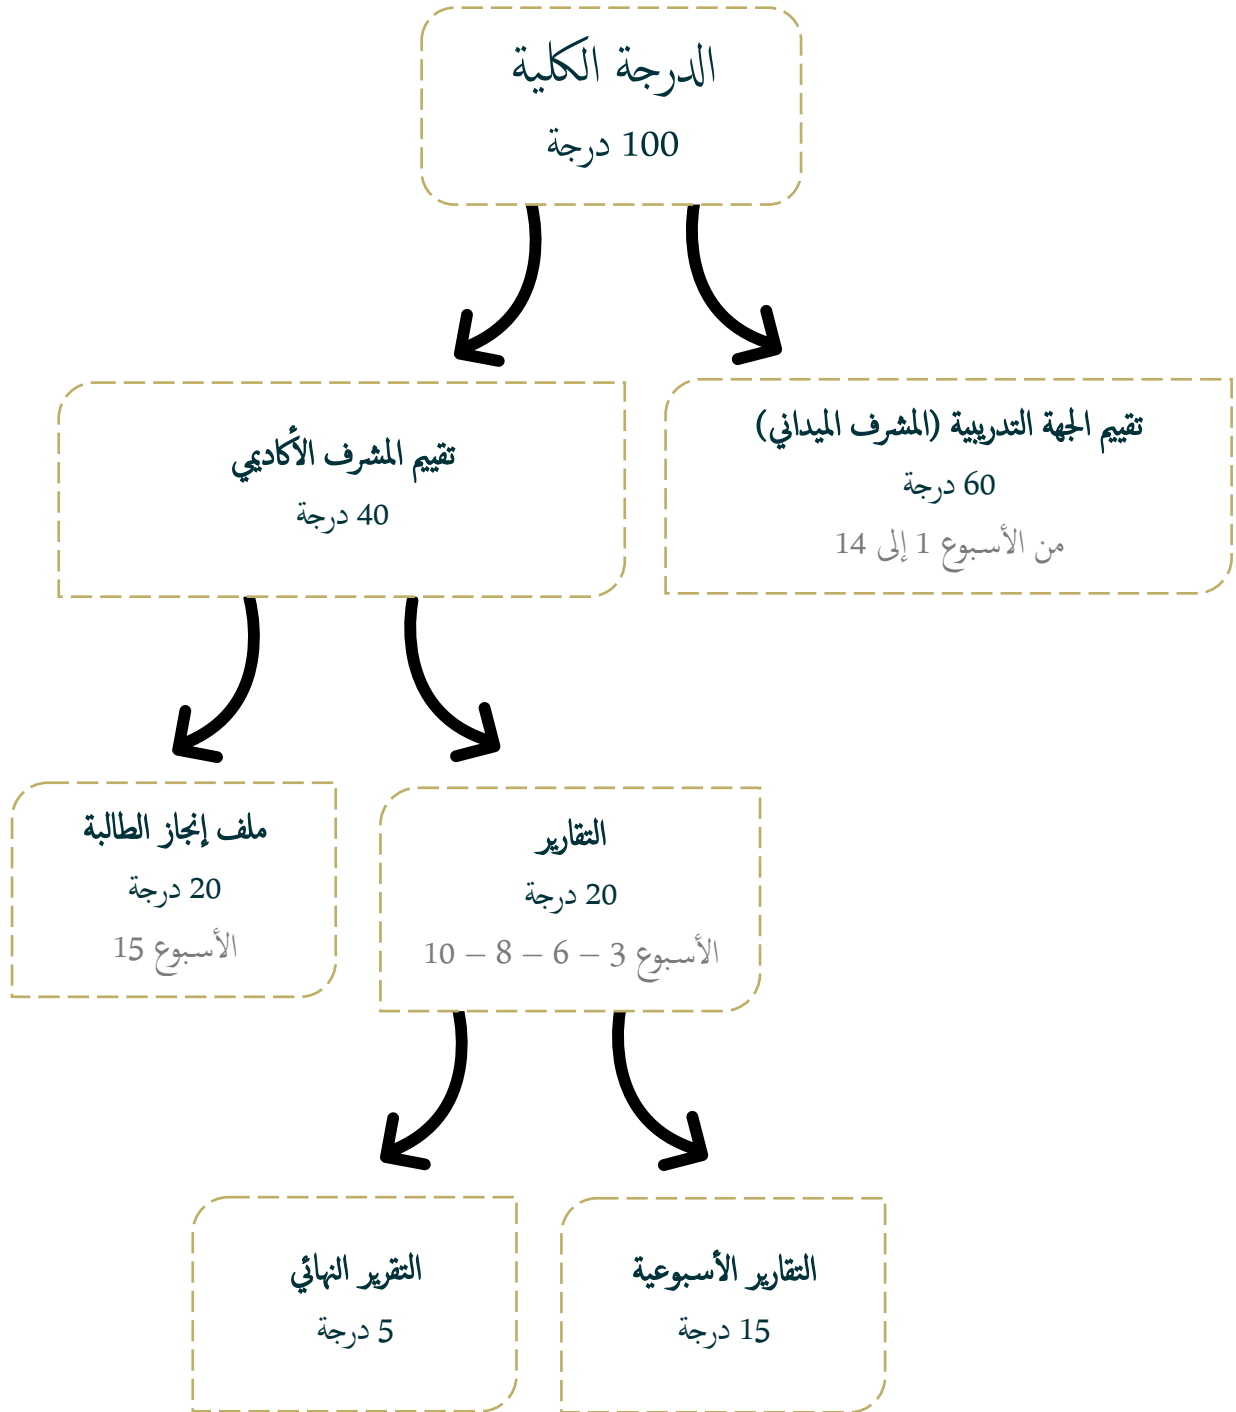 الدرجة الكلية
100 درجة
تقييم الجهة التدريبية (المشرف الميداني)
60 درجة
من الأسبوع 1 إلى 14
تقييم المشرف الأكاديمي
40 درجة
التقارير
20 درجة
الأسبوع 3 – 6 – 8 – 10
ملف إنجاز الطالبة
20 درجة
الأسبوع 15
التقارير الأسبوعية
15 درجة
التقرير النهائي
5 درجة